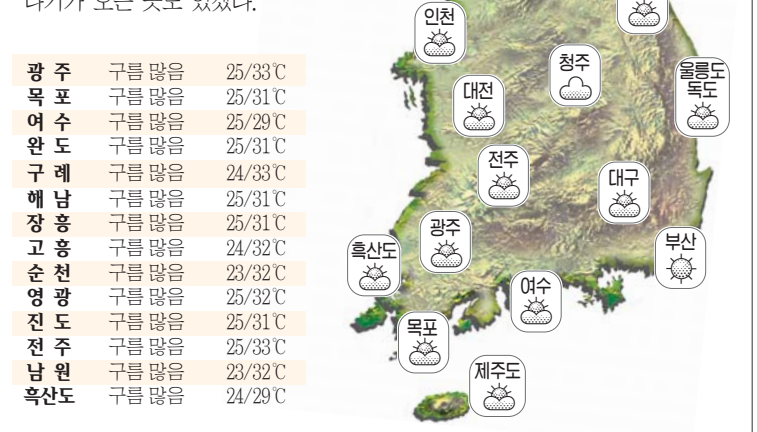 나기가 오는 곳도 있겠다.
광 주 구름 많음 25/33℃
목 포 구름 많음 25/31℃
여 수 구름 많음 25/29℃
완 도 구름 많음 25/31℃
구 례 구름 많음 24/33℃
해 남 구름 많음 25/31℃
장 흥 구름 많음 25/31℃
고 흥 구름 많음 24/32℃
순 천 구름 많음 23/32℃
영 광 구름 많음 25/32℃
진 도 구름 많음 25/31℃
전 주 구름 많음 25/33℃
남 원 구름 많음 23/32℃
흑산도 구름 많음 24/29℃
인천
청주
울릉도
독도
대전
전주
대구
광주
부산
흑산도
여수
목포
제주도